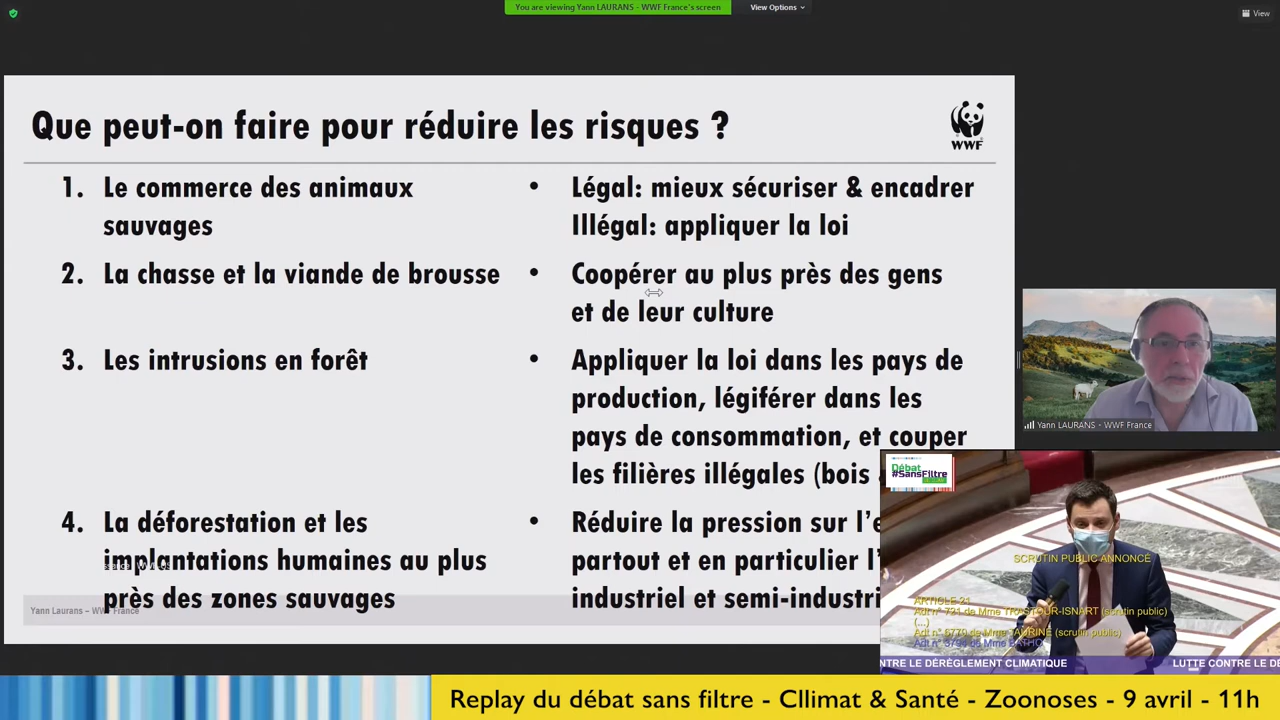 You are viewing Yann LAURANS - WWF France's screen
View Options
View
Que peut-on faire pour réduire les risques ?
WWF
1. Le commerce des animaux
sauvages
• Légal: mieux sécuriser & encadrer
Illégal: appliquer la loi
2. La chasse et la viande de brousse
• Coopérer au plus près des gens
et de leur culture
3. Les intrusions en forêt
• Appliquer la loi dans les pays de
production, légiférer dans les
pays de consommation, et couper
les filières illégales (bois
4. La déforestation et les
implantations humaines au plus
près des zones sauvages
• Réduire la pression sur l'e
partout et en particulier l'
industriel et semi-industri
Yann Laurans – WWF France
Yann LAURANS - WWF France
Débat
#SansFiltre
SCRUTIN PUBLIC ANNONCÉ
ARTICLE 21
(...)
(scrutin public)
CONTRE LE DÉRÈGLEMENT CLIMATIQUE
LUTTE CONTRE LE DÉ
Replay du débat sans filtre - Cllimat & Santé - Zoonoses - 9 avril - 11h